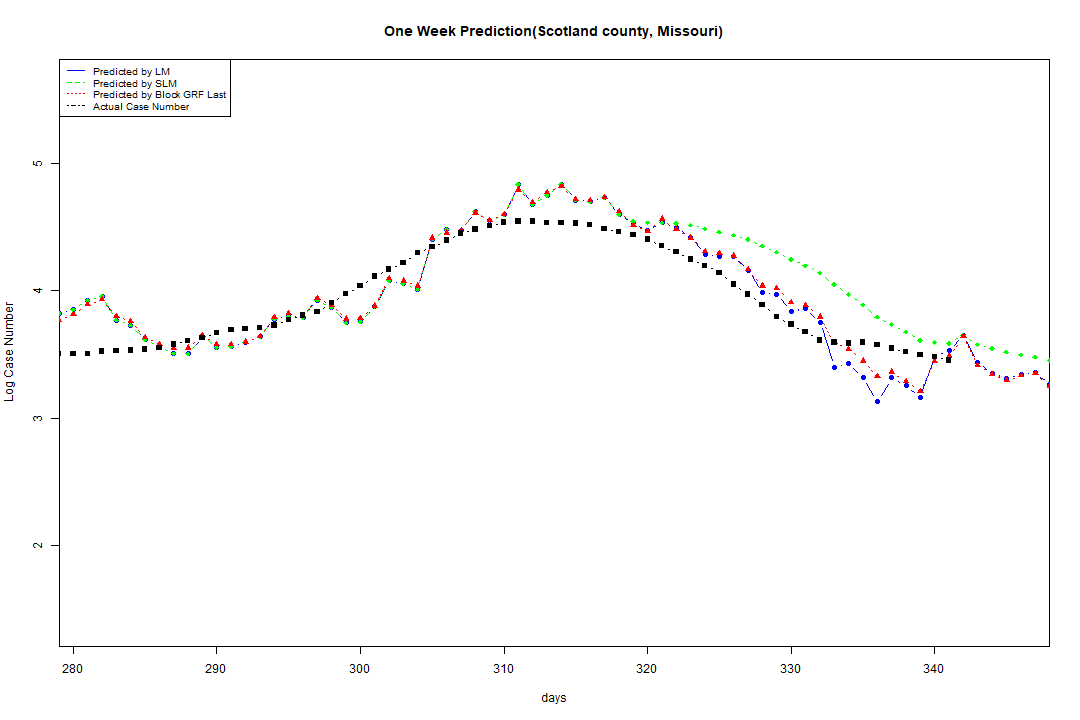 One Week Prediction(Scotland county, Missouri)
Predicted by LM
Predicted by SLM
Predicted by Block GRF Last
Actual Case Number
5
4
3
2
Log Case Number
280 290 300 310 320 330 340
days